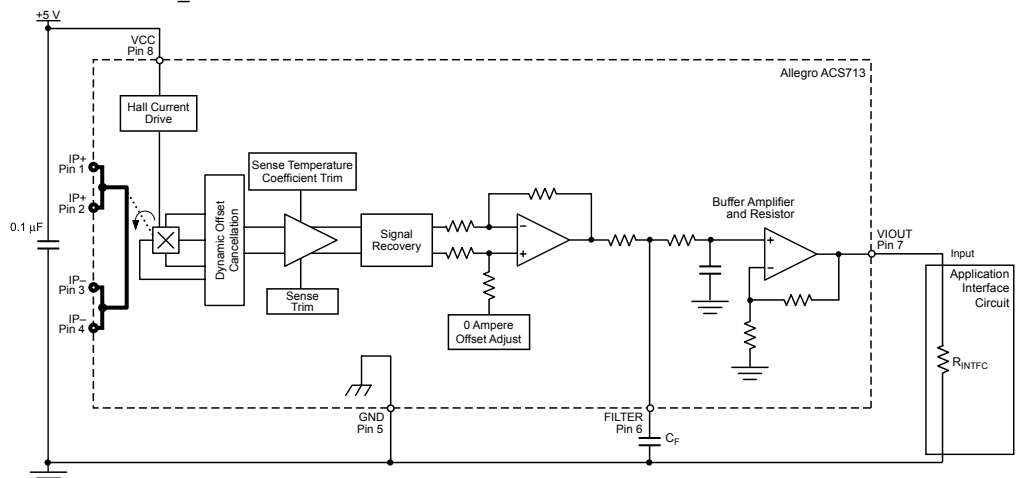 +5 V
VCC
Pin 8
Allegro ACS713
Hall Current
Drive
IP+
Pin 1
IP+
Pin 2
IP–
Pin 3
IP–
Pin 4
0.1 µF
Dynamic Offset
Cancellation
Sense Temperature
Coefficient Trim
Sense
Trim
Signal
Recovery
0 Ampere
Offset Adjust
Buffer Amplifier
and Resistor
VIOUT
Pin 7
Input
Application
Interface
Circuit
RINTFC
GND
Pin 5
FILTER
Pin 6
CF